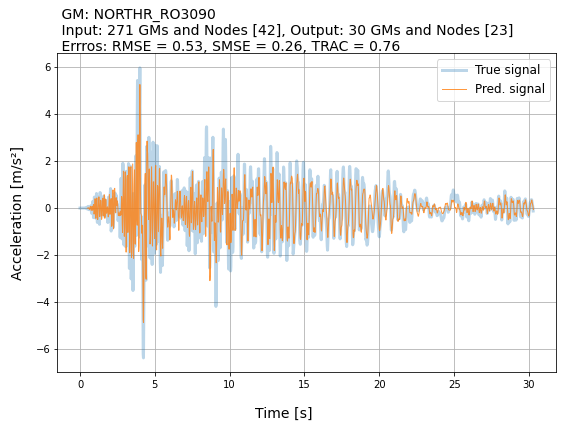 GM: NORTHR_RO3090
Input: 271 GMs and Nodes [42], Output: 30 GMs and Nodes [23]
Errros: RMSE = 0.53, SMSE = 0.26, TRAC = 0.76
True signal
Pred. signal
Acceleration [m/s²]
6
4
2
0
−2
−4
−6
0 5 10 15 20 25 30
Time [s]